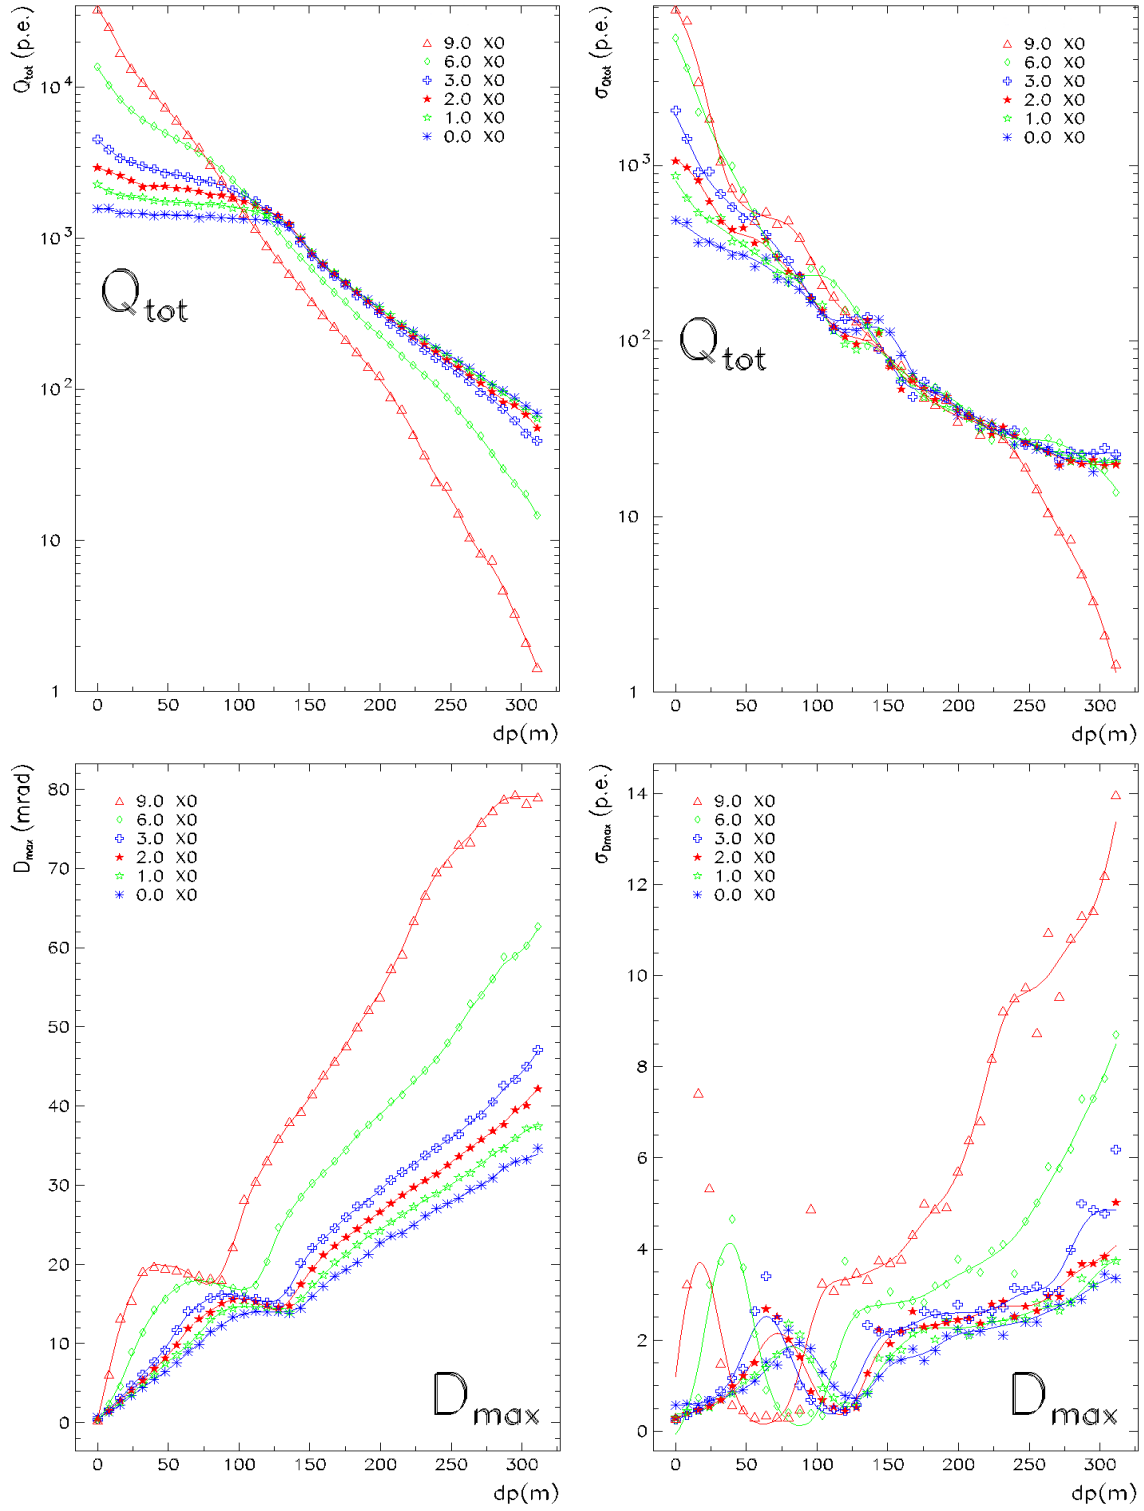 Q_tot (p.e.)
10^4
10^3
10^2
10
1
9.0 X0
6.0 X0
3.0 X0
2.0 X0
1.0 X0
0.0 X0
Q_tot
0 50 100 150 200 250 300
dp(m)
σ_Qtot (p.e.)
10^3
10^2
10
1
9.0 X0
6.0 X0
3.0 X0
2.0 X0
1.0 X0
0.0 X0
Q_tot
0 50 100 150 200 250 300
dp(m)
D_max (mrad)
80
70
60
50
40
30
20
10
0
9.0 X0
6.0 X0
3.0 X0
2.0 X0
1.0 X0
0.0 X0
D_max
0 50 100 150 200 250 300
dp(m)
σ_Dmax (p.e.)
14
12
10
8
6
4
2
0
9.0 X0
6.0 X0
3.0 X0
2.0 X0
1.0 X0
0.0 X0
D_max
0 50 100 150 200 250 300
dp(m)